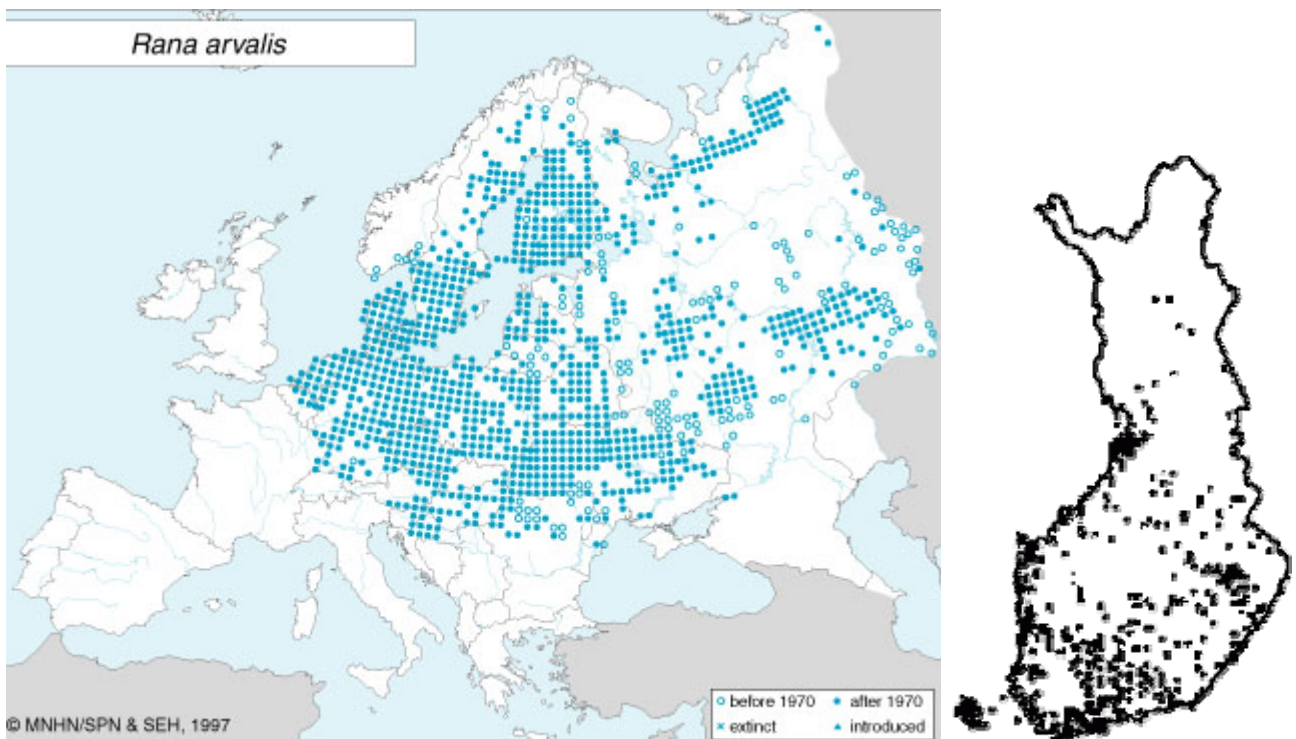 Rana arvalis
before 1970 after 1970
extinct introduced
© MNHN/SPN & SEH, 1997